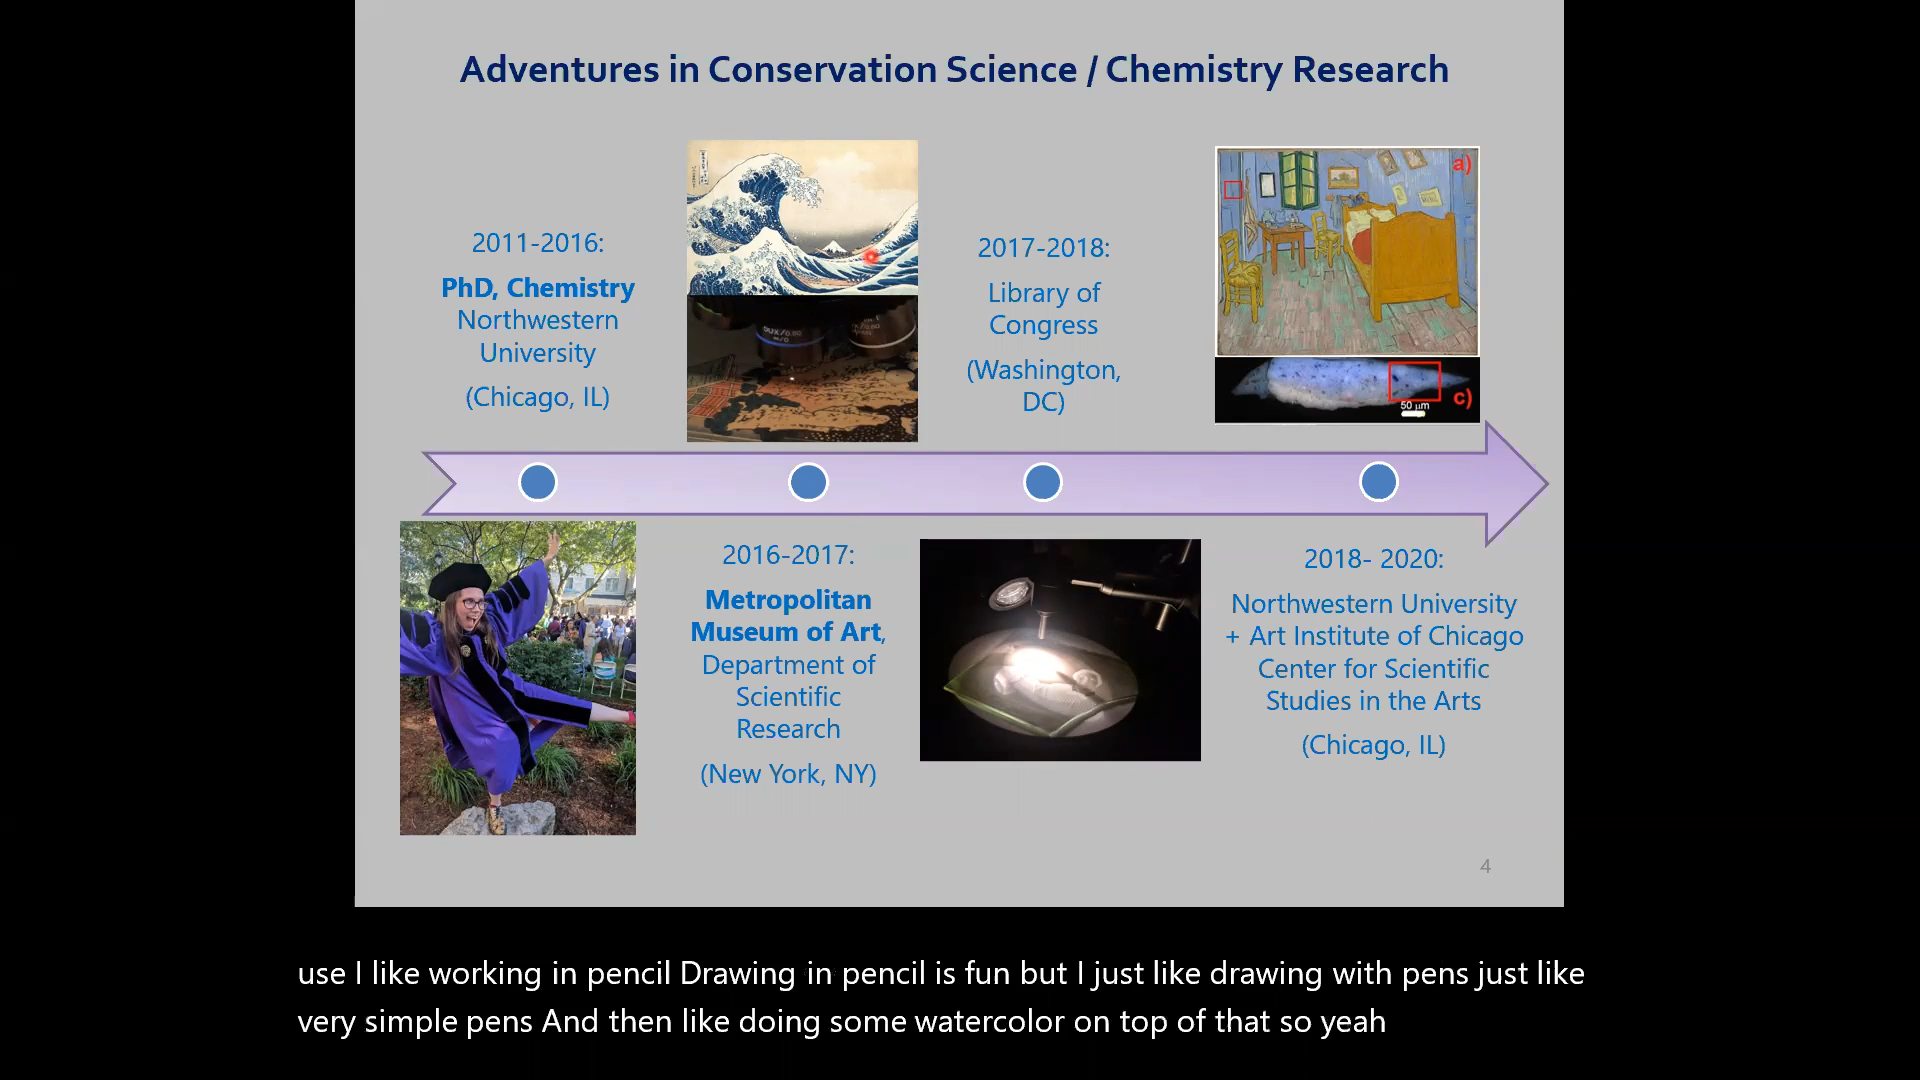 Adventures in Conservation Science / Chemistry Research
2011-2016:
PhD, Chemistry
Northwestern
University
(Chicago, IL)
2016-2017:
Metropolitan
Museum of Art,
Department of
Scientific
Research
(New York, NY)
2017-2018:
Library of
Congress
(Washington,
DC)
a)
50 µm
c)
2018- 2020:
Northwestern University
+ Art Institute of Chicago
Center for Scientific
Studies in the Arts
(Chicago, IL)
4
use I like working in pencil Drawing in pencil is fun but I just like drawing with pens just like
very simple pens And then like doing some watercolor on top of that so yeah